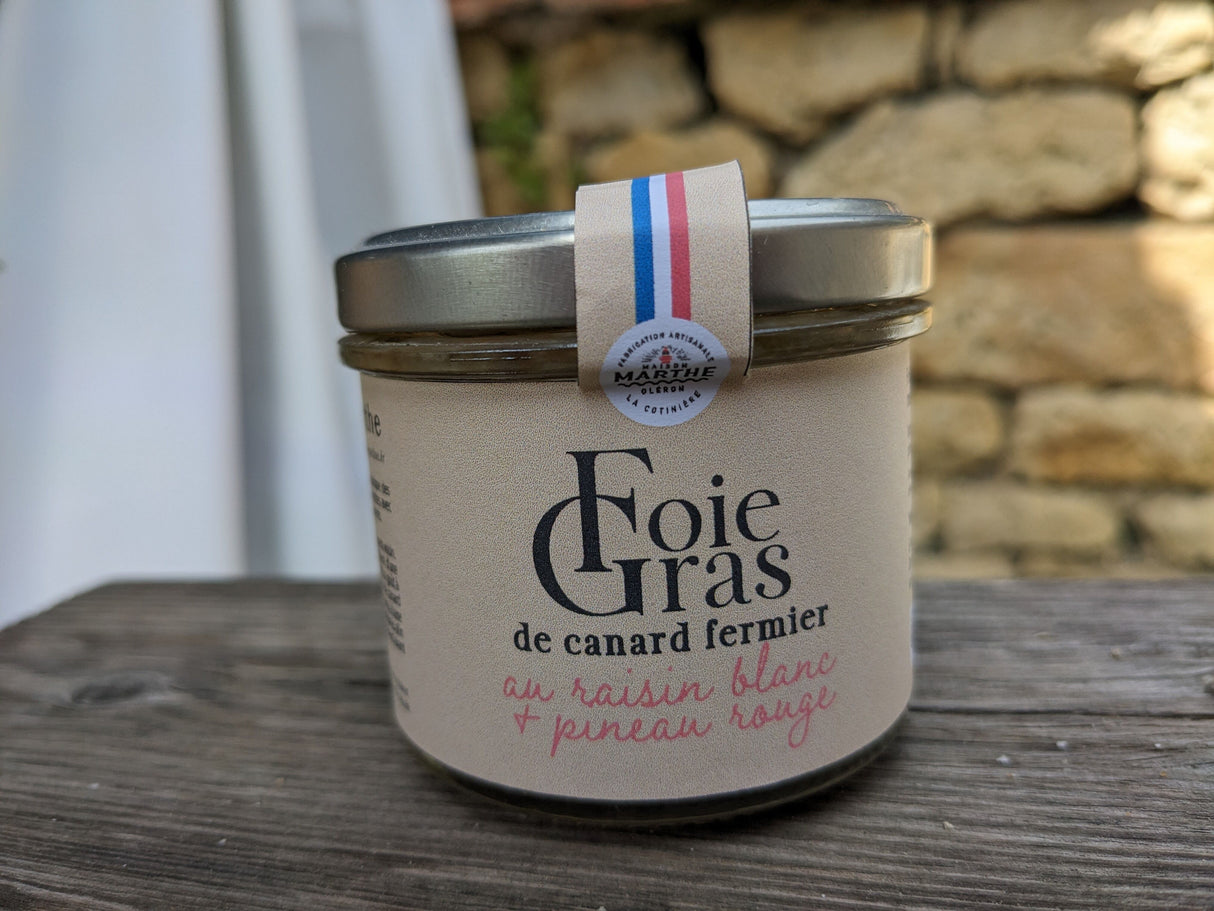 FABRICATION ARTISANALE
MAISON
MARTHE
OLÉRON
LA COTINIÈRE
Foie
Gras
de canard fermier
au raisin blanc
+ pineau rouge